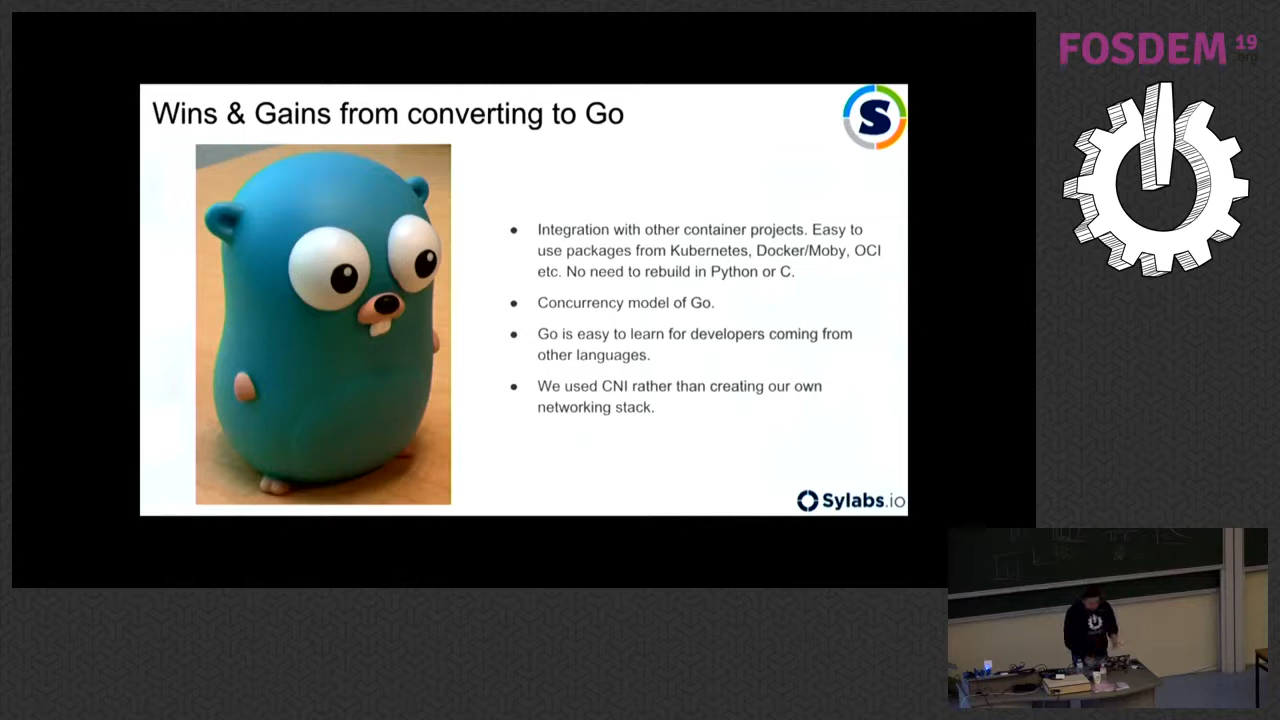 FOSDEM 19
.org
Wins & Gains from converting to Go
S
Integration with other container projects. Easy to
use packages from Kubernetes, Docker/Moby, OCI
etc. No need to rebuild in Python or C.
Concurrency model of Go.
Go is easy to learn for developers coming from
other languages.
We used CNI rather than creating our own
networking stack.
Sylabs.io